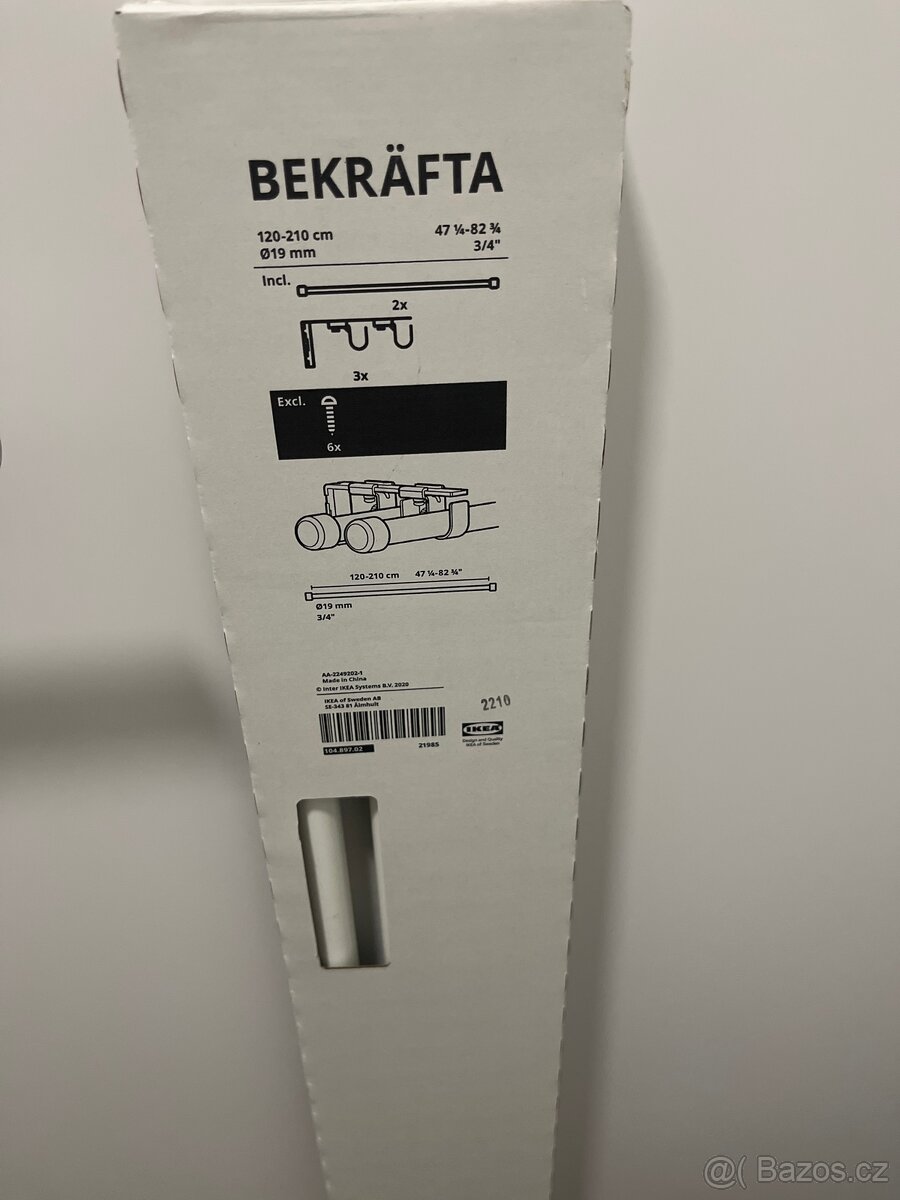 BEKRÄFTA
120-210 cm 47 ¼-82 ¾
Ø19 mm 3/4"
Incl.
2x
3x
Excl.
6x
120-210 cm 47 ¼-82 ¾"
Ø19 mm
3/4"
AA-2249202-1
Made in China
© Inter IKEA Systems B.V. 2020
IKEA of Sweden AB
SE-343 81 Älmhult
2210
IKEA
Design and Quality
IKEA of Sweden
104.897.02 21985
@( Bazos.cz